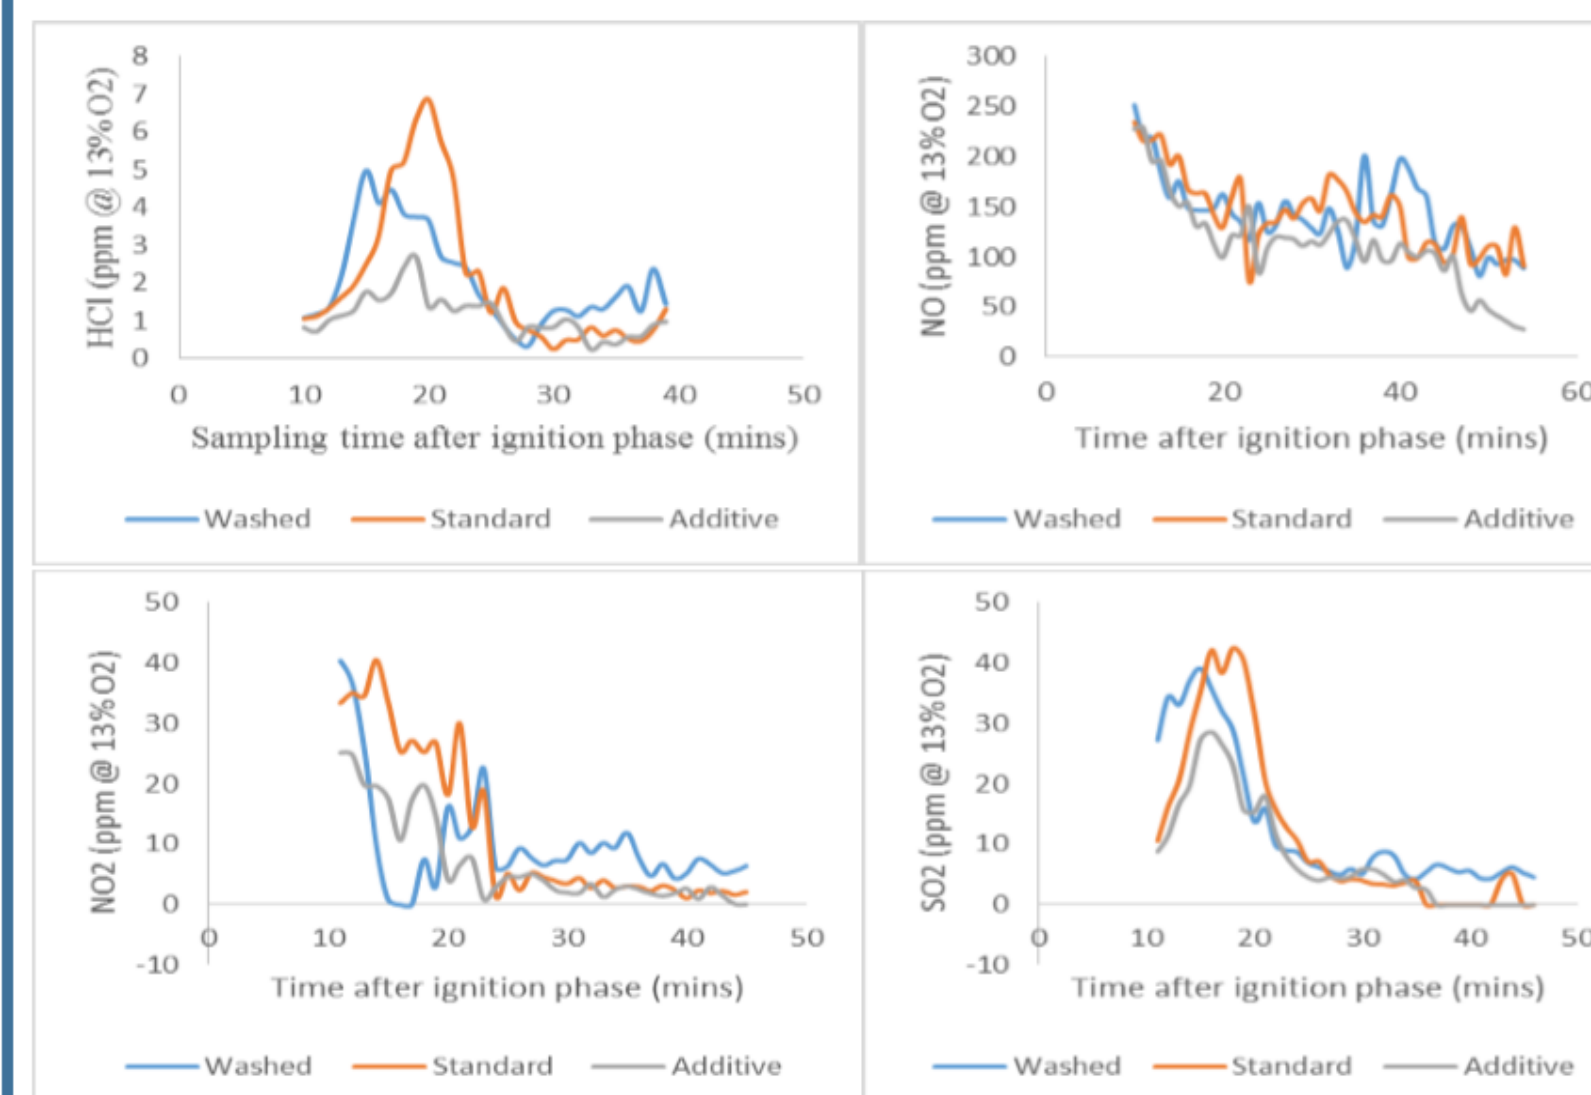 HCl (ppm @ 13%O2)
8
7
6
5
4
3
2
1
0
0 10 20 30 40 50
Sampling time after ignition phase (mins)
Washed Standard Additive
NO (ppm @ 13%O2)
300
250
200
150
100
50
0
0 20 40 60
Time after ignition phase (mins)
Washed Standard Additive
NO2 (ppm @ 13%O2)
50
40
30
20
10
0
-10
0 10 20 30 40 50
Time after ignition phase (mins)
Washed Standard Additive
SO2 (ppm @ 13%O2)
50
40
30
20
10
0
-10
0 10 20 30 40 50
Time after ignition phase (mins)
Washed Standard Additive